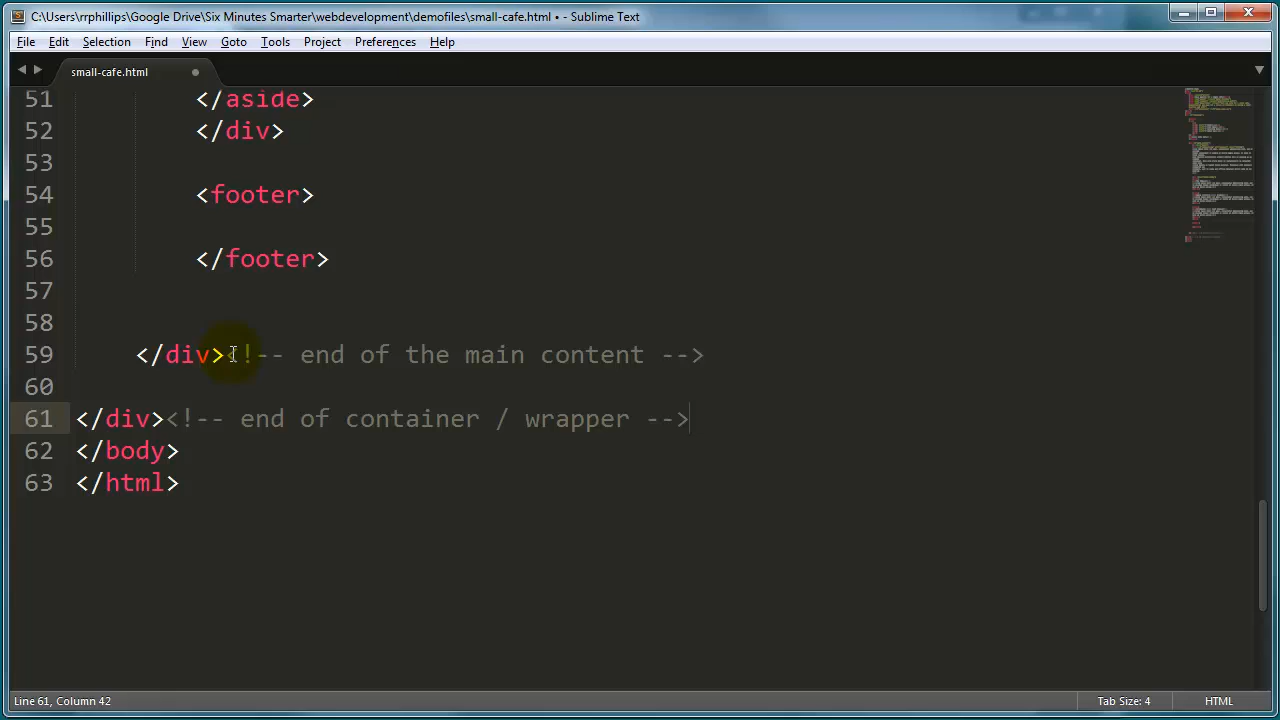 C:\Users\rrphillips\Google Drive\Six Minutes Smarter\webdevelopment\demofiles\small-cafe.html • - Sublime Text
File Edit Selection Find View Goto Tools Project Preferences Help
small-cafe.html
51 </aside>
52 </div>
53
54 <footer>
55
56 </footer>
57
58
59 </div><!-- end of the main content -->
60
61 </div><!-- end of container / wrapper -->
62 </body>
63 </html>
Line 61, Column 42 Tab Size: 4 HTML